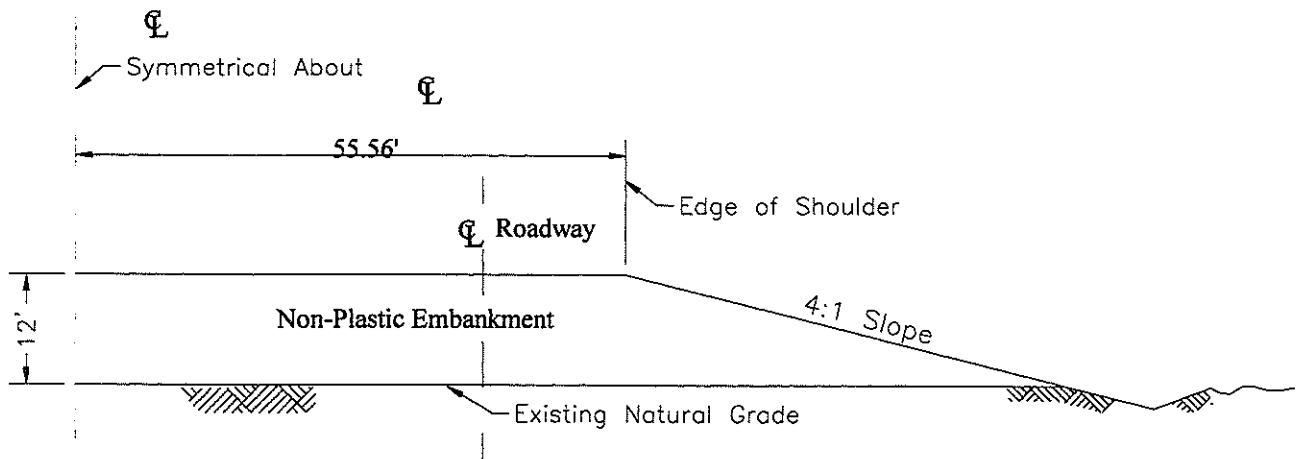 ℄
Symmetrical About
℄
55.56'
Edge of Shoulder
℄ Roadway
12'
Non-Plastic Embankment
4:1 Slope
Existing Natural Grade